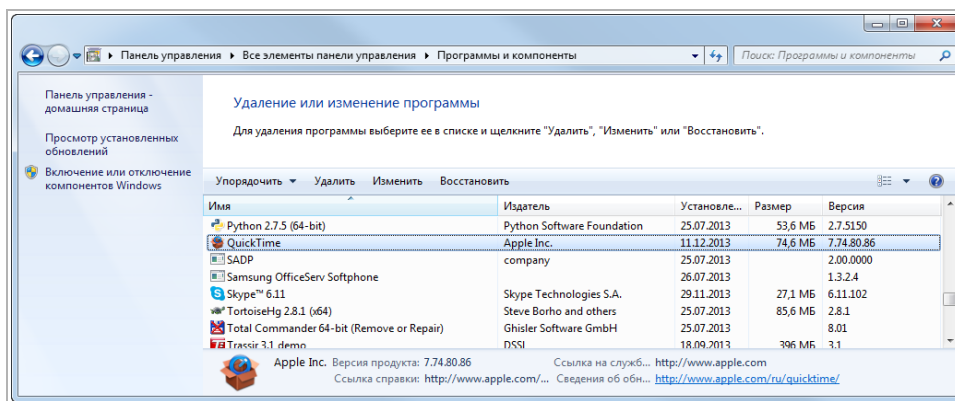 Панель управления ▸ Все элементы панели управления ▸ Программы и компоненты
Поиск: Программы и компоненты
Панель управления -
домашняя страница
Просмотр установленных
обновлений
Включение или отключение
компонентов Windows
Удаление или изменение программы
Для удаления программы выберите ее в списке и щелкните "Удалить", "Изменить" или "Восстановить".
Упорядочить Удалить Изменить Восстановить
Имя Издатель Установле... Размер Версия
Python 2.7.5 (64-bit) Python Software Foundation 25.07.2013 53,6 МБ 2.7.5150
QuickTime Apple Inc. 11.12.2013 74,6 МБ 7.74.80.86
SADP company 25.07.2013 2.00.0000
Samsung OfficeServ Softphone 26.07.2013 1.3.2.4
Skype™ 6.11 Skype Technologies S.A. 29.11.2013 27,1 МБ 6.11.102
TortoiseHg 2.8.1 (x64) Steve Borho and others 25.07.2013 85,6 МБ 2.8.1
Total Commander 64-bit (Remove or Repair) Ghisler Software GmbH 25.07.2013 8.01
Trassir 3.1 demo DSSL 18.09.2013 396 МБ 3.1
Apple Inc. Версия продукта: 7.74.80.86 Ссылка на служб... http://www.apple.com
Ссылка справки: http://www.apple.com/... Сведения об обн... http://www.apple.com/ru/quicktime/